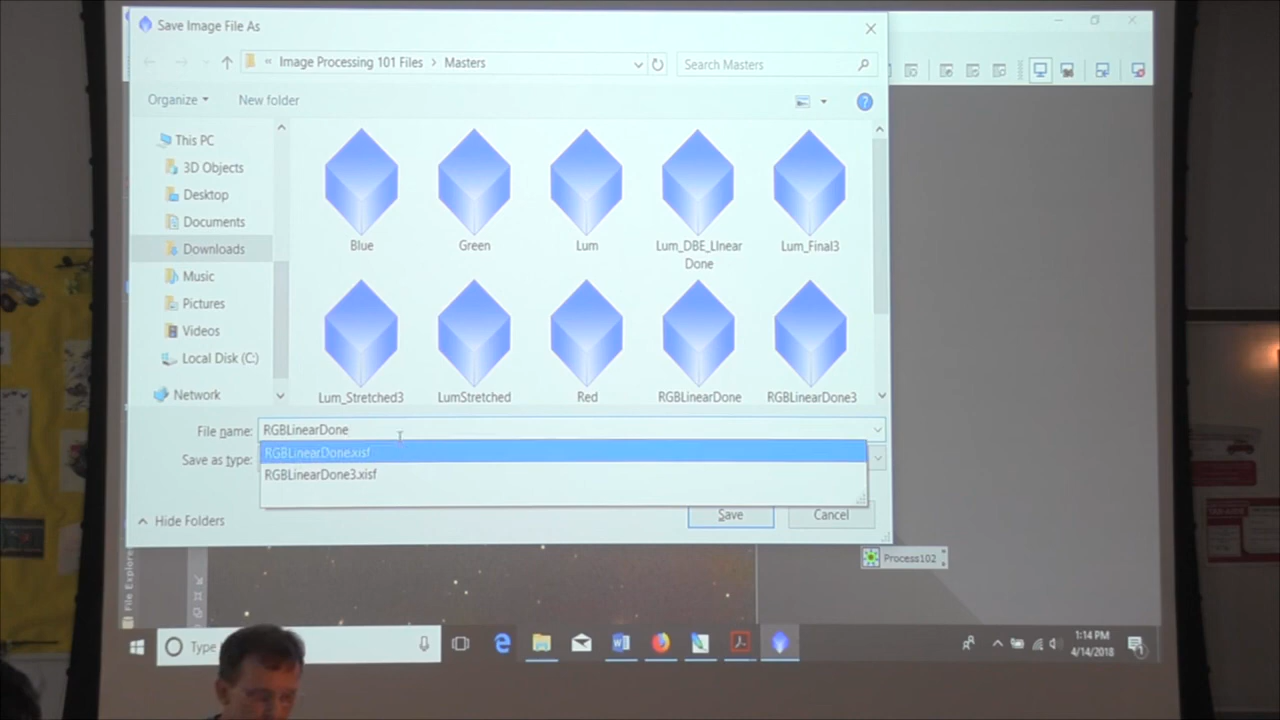 Save Image File As
« Image Processing 101 Files > Masters
Search Masters
Organize
New folder
This PC
3D Objects
Desktop
Documents
Downloads
Music
Pictures
Videos
Local Disk (C:)
Network
Blue
Green
Lum
Lum_DBE_LInear
Done
Lum_Final3
Lum_Stretched3
LumStretched
Red
RGBLinearDone
RGBLinearDone3
File name:
RGBLinearDone
RGBLinearDone.xisf
Save as type:
RGBLinearDone3.xisf
Hide Folders
Save
Cancel
Process102
File Explorer
Type
1:14 PM
4/14/2018